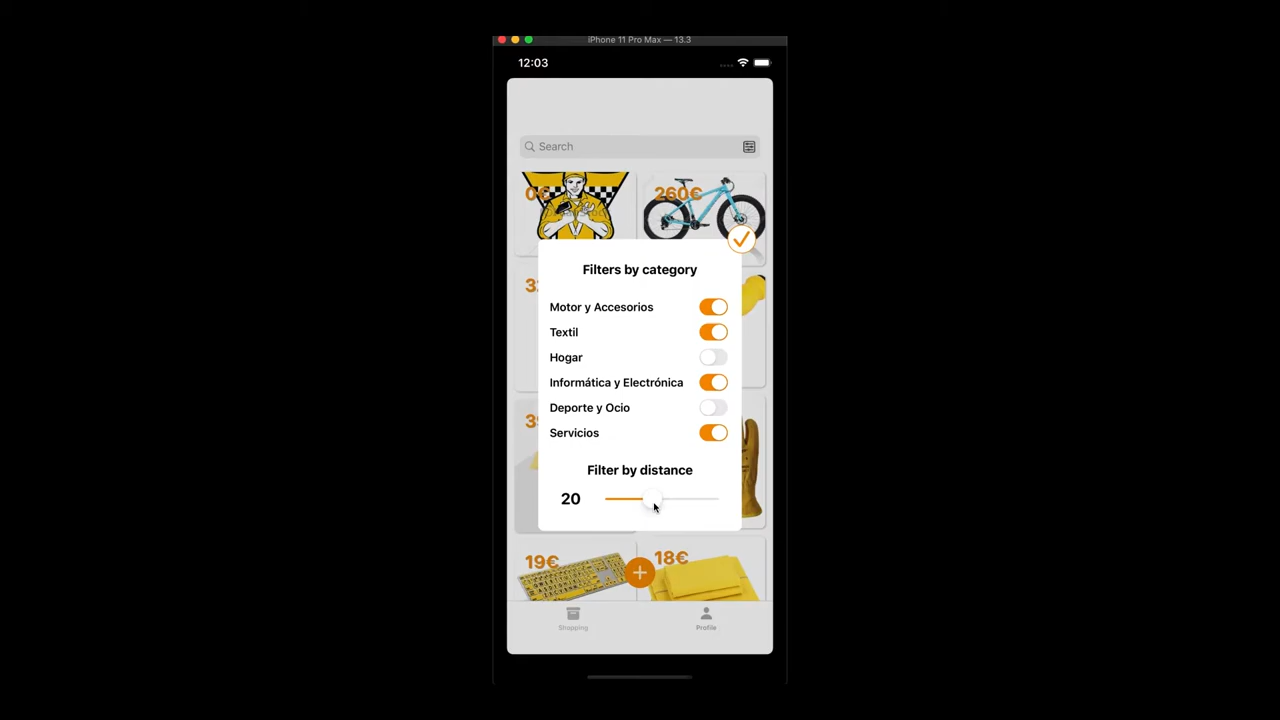 iPhone 11 Pro Max — 13.3
12:03
Search
0€
260€
Filters by category
Motor y Accesorios
Textil
Hogar
Informática y Electrónica
Deporte y Ocio
Servicios
Filter by distance
20
19€
18€
Shopping
Profile